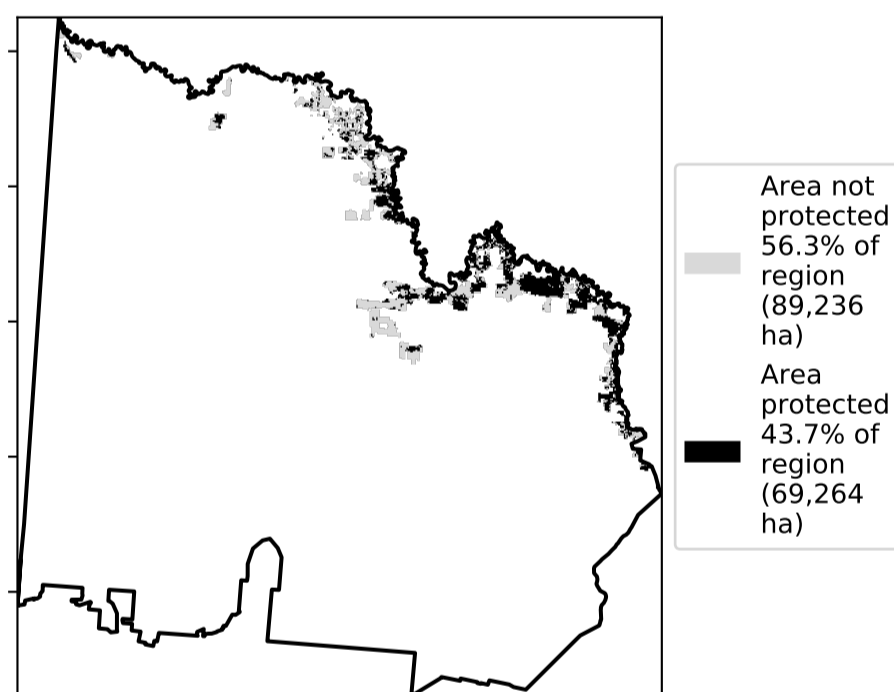 Area not
protected
56.3% of
region
(89,236
ha)
Area
protected
43.7% of
region
(69,264
ha)